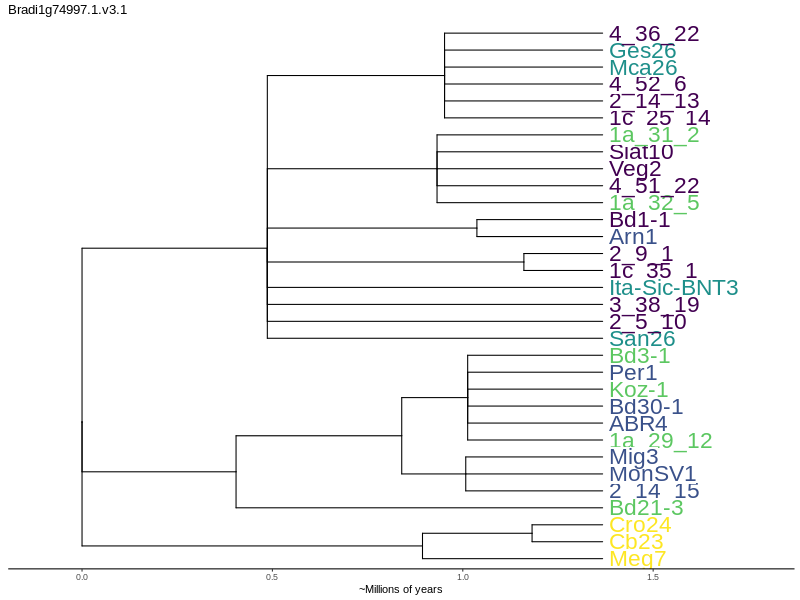 Bradi1g74997.1.v3.1
4_36_22
Ges26
Mca26
4_52_6
2_14_13
1c_25_14
1a_31_2
Siat10
Veg2
4_51_22
1a_32_5
Bd1-1
Arn1
2_9_1
1c_35_1
Ita-Sic-BNT3
3_38_19
2_5_10
San26
Bd3-1
Per1
Koz-1
Bd30-1
ABR4
1a_29_12
Mig3
MonSV1
2_14_15
Bd21-3
Cro24
Cb23
Meq7
0.0 0.5 1.0 1.5
~Millions of years